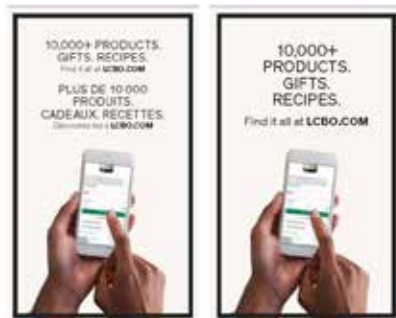 10,000+ PRODUCTS.
GIFTS. RECIPES.
Find it all at LCBO.COM
PLUS DE 10 000
PRODUITS.
CADEAUX. RECETTES.
LCBO.COM
10,000+
PRODUCTS.
GIFTS.
RECIPES.
Find it all at LCBO.COM